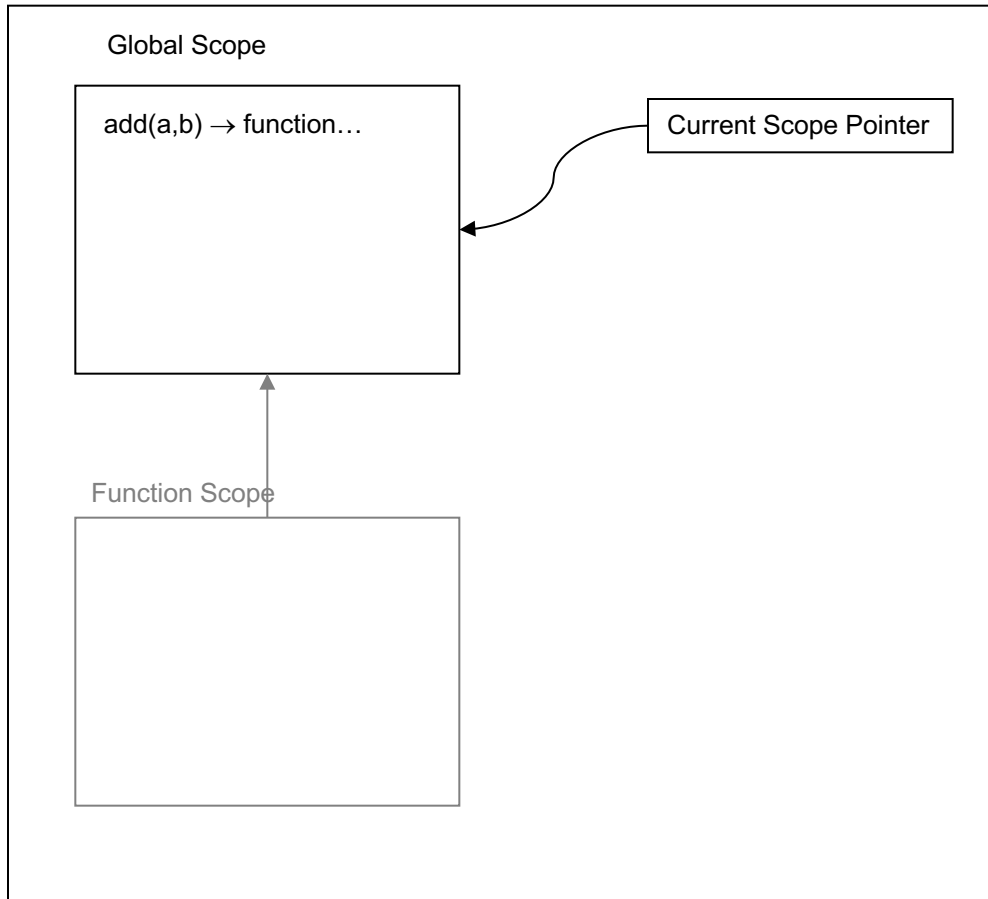 Global Scope
add(a,b) → function…
Current Scope Pointer
Function Scope